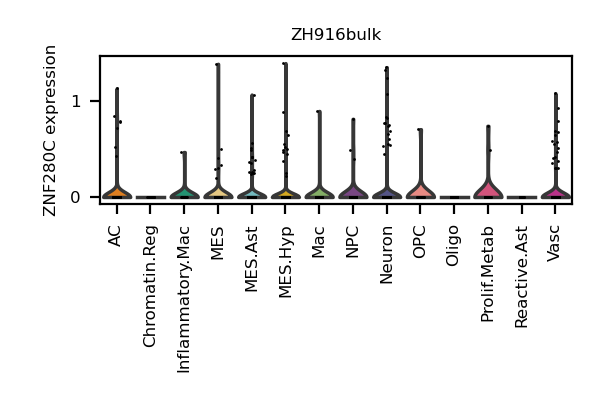 ZH916bulk
ZNF280C expression
1
0
AC
Chromatin.Reg
Inflammatory.Mac
MES
MES.Ast
MES.Hyp
Mac
NPC
Neuron
OPC
Oligo
Prolif.Metab
Reactive.Ast
Vasc